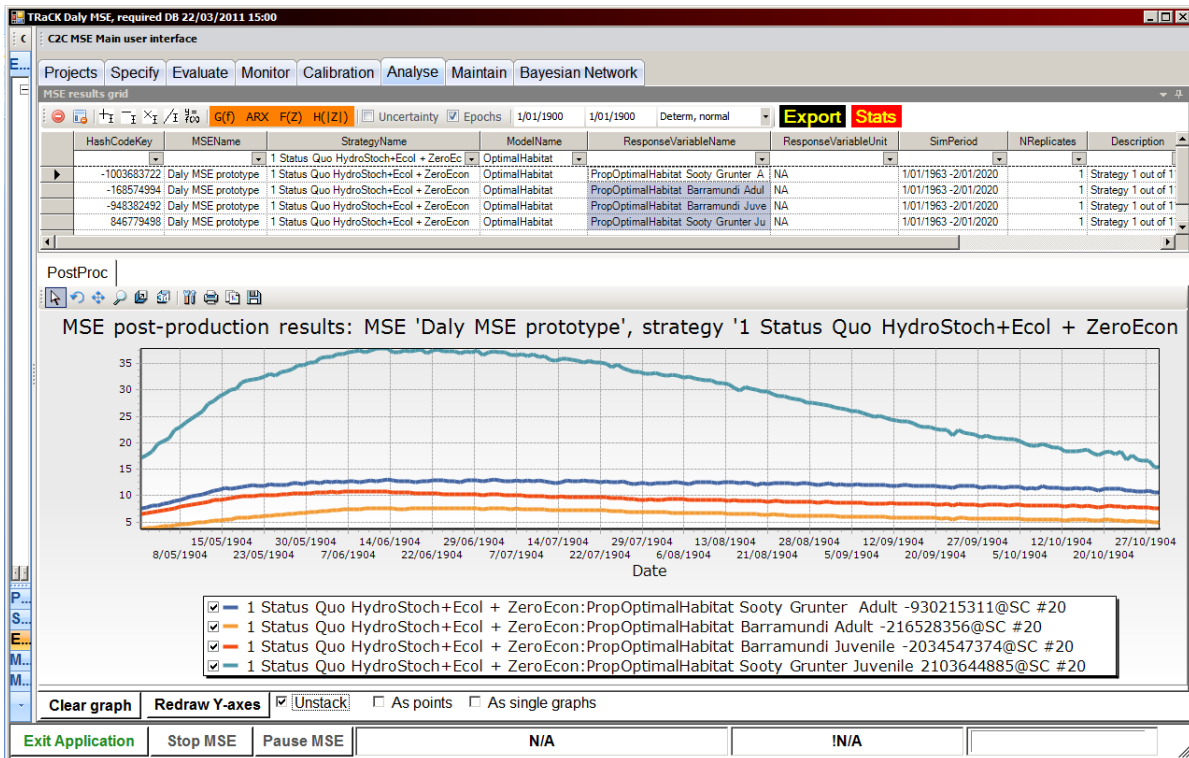 TRaCK Daly MSE, required DB 22/03/2011 15:00
C2C MSE Main user interface
E...
Projects Specify Evaluate Monitor Calibration Analyse Maintain Bayesian Network
MSE results grid
G(f) ARX F(Z) H(|Z|) Uncertainty Epochs 1/01/1900 1/01/1900 Determ, normal Export Stats
HashCodeKey MSEName StrategyName ModelName ResponseVariableName ResponseVariableUnit SimPeriod NReplicates Description
1 Status Quo HydroStoch+Ecol + ZeroEc OptimalHabitat
-1003683722 Daly MSE prototype 1 Status Quo HydroStoch+Ecol + ZeroEcon OptimalHabitat PropOptimalHabitat Sooty Grunter A NA 1/01/1963 -2/01/2020 1 Strategy 1 out of 1
-168574994 Daly MSE prototype 1 Status Quo HydroStoch+Ecol + ZeroEcon OptimalHabitat PropOptimalHabitat Barramundi Adul NA 1/01/1963 -2/01/2020 1 Strategy 1 out of 1
-948382492 Daly MSE prototype 1 Status Quo HydroStoch+Ecol + ZeroEcon OptimalHabitat PropOptimalHabitat Barramundi Juve NA 1/01/1963 -2/01/2020 1 Strategy 1 out of 1
846779498 Daly MSE prototype 1 Status Quo HydroStoch+Ecol + ZeroEcon OptimalHabitat PropOptimalHabitat Sooty Grunter Ju NA 1/01/1963 -2/01/2020 1 Strategy 1 out of 1
PostProc
MSE post-production results: MSE 'Daly MSE prototype', strategy '1 Status Quo HydroStoch+Ecol + ZeroEcon
35
30
25
20
15
10
5
15/05/1904 30/05/1904 14/06/1904 29/06/1904 14/07/1904 29/07/1904 13/08/1904 28/08/1904 12/09/1904 27/09/1904 12/10/1904 27/10/1904
8/05/1904 23/05/1904 7/06/1904 22/06/1904 7/07/1904 22/07/1904 6/08/1904 21/08/1904 5/09/1904 20/09/1904 5/10/1904 20/10/1904
Date
1 Status Quo HydroStoch+Ecol + ZeroEcon:PropOptimalHabitat Sooty Grunter Adult -930215311@SC #20
1 Status Quo HydroStoch+Ecol + ZeroEcon:PropOptimalHabitat Barramundi Adult -216528356@SC #20
1 Status Quo HydroStoch+Ecol + ZeroEcon:PropOptimalHabitat Barramundi Juvenile -2034547374@SC #20
1 Status Quo HydroStoch+Ecol + ZeroEcon:PropOptimalHabitat Sooty Grunter Juvenile 2103644885@SC #20
P...
S...
E...
M...
M...
Clear graph Redraw Y-axes Unstack As points As single graphs
Exit Application Stop MSE Pause MSE N/A !N/A